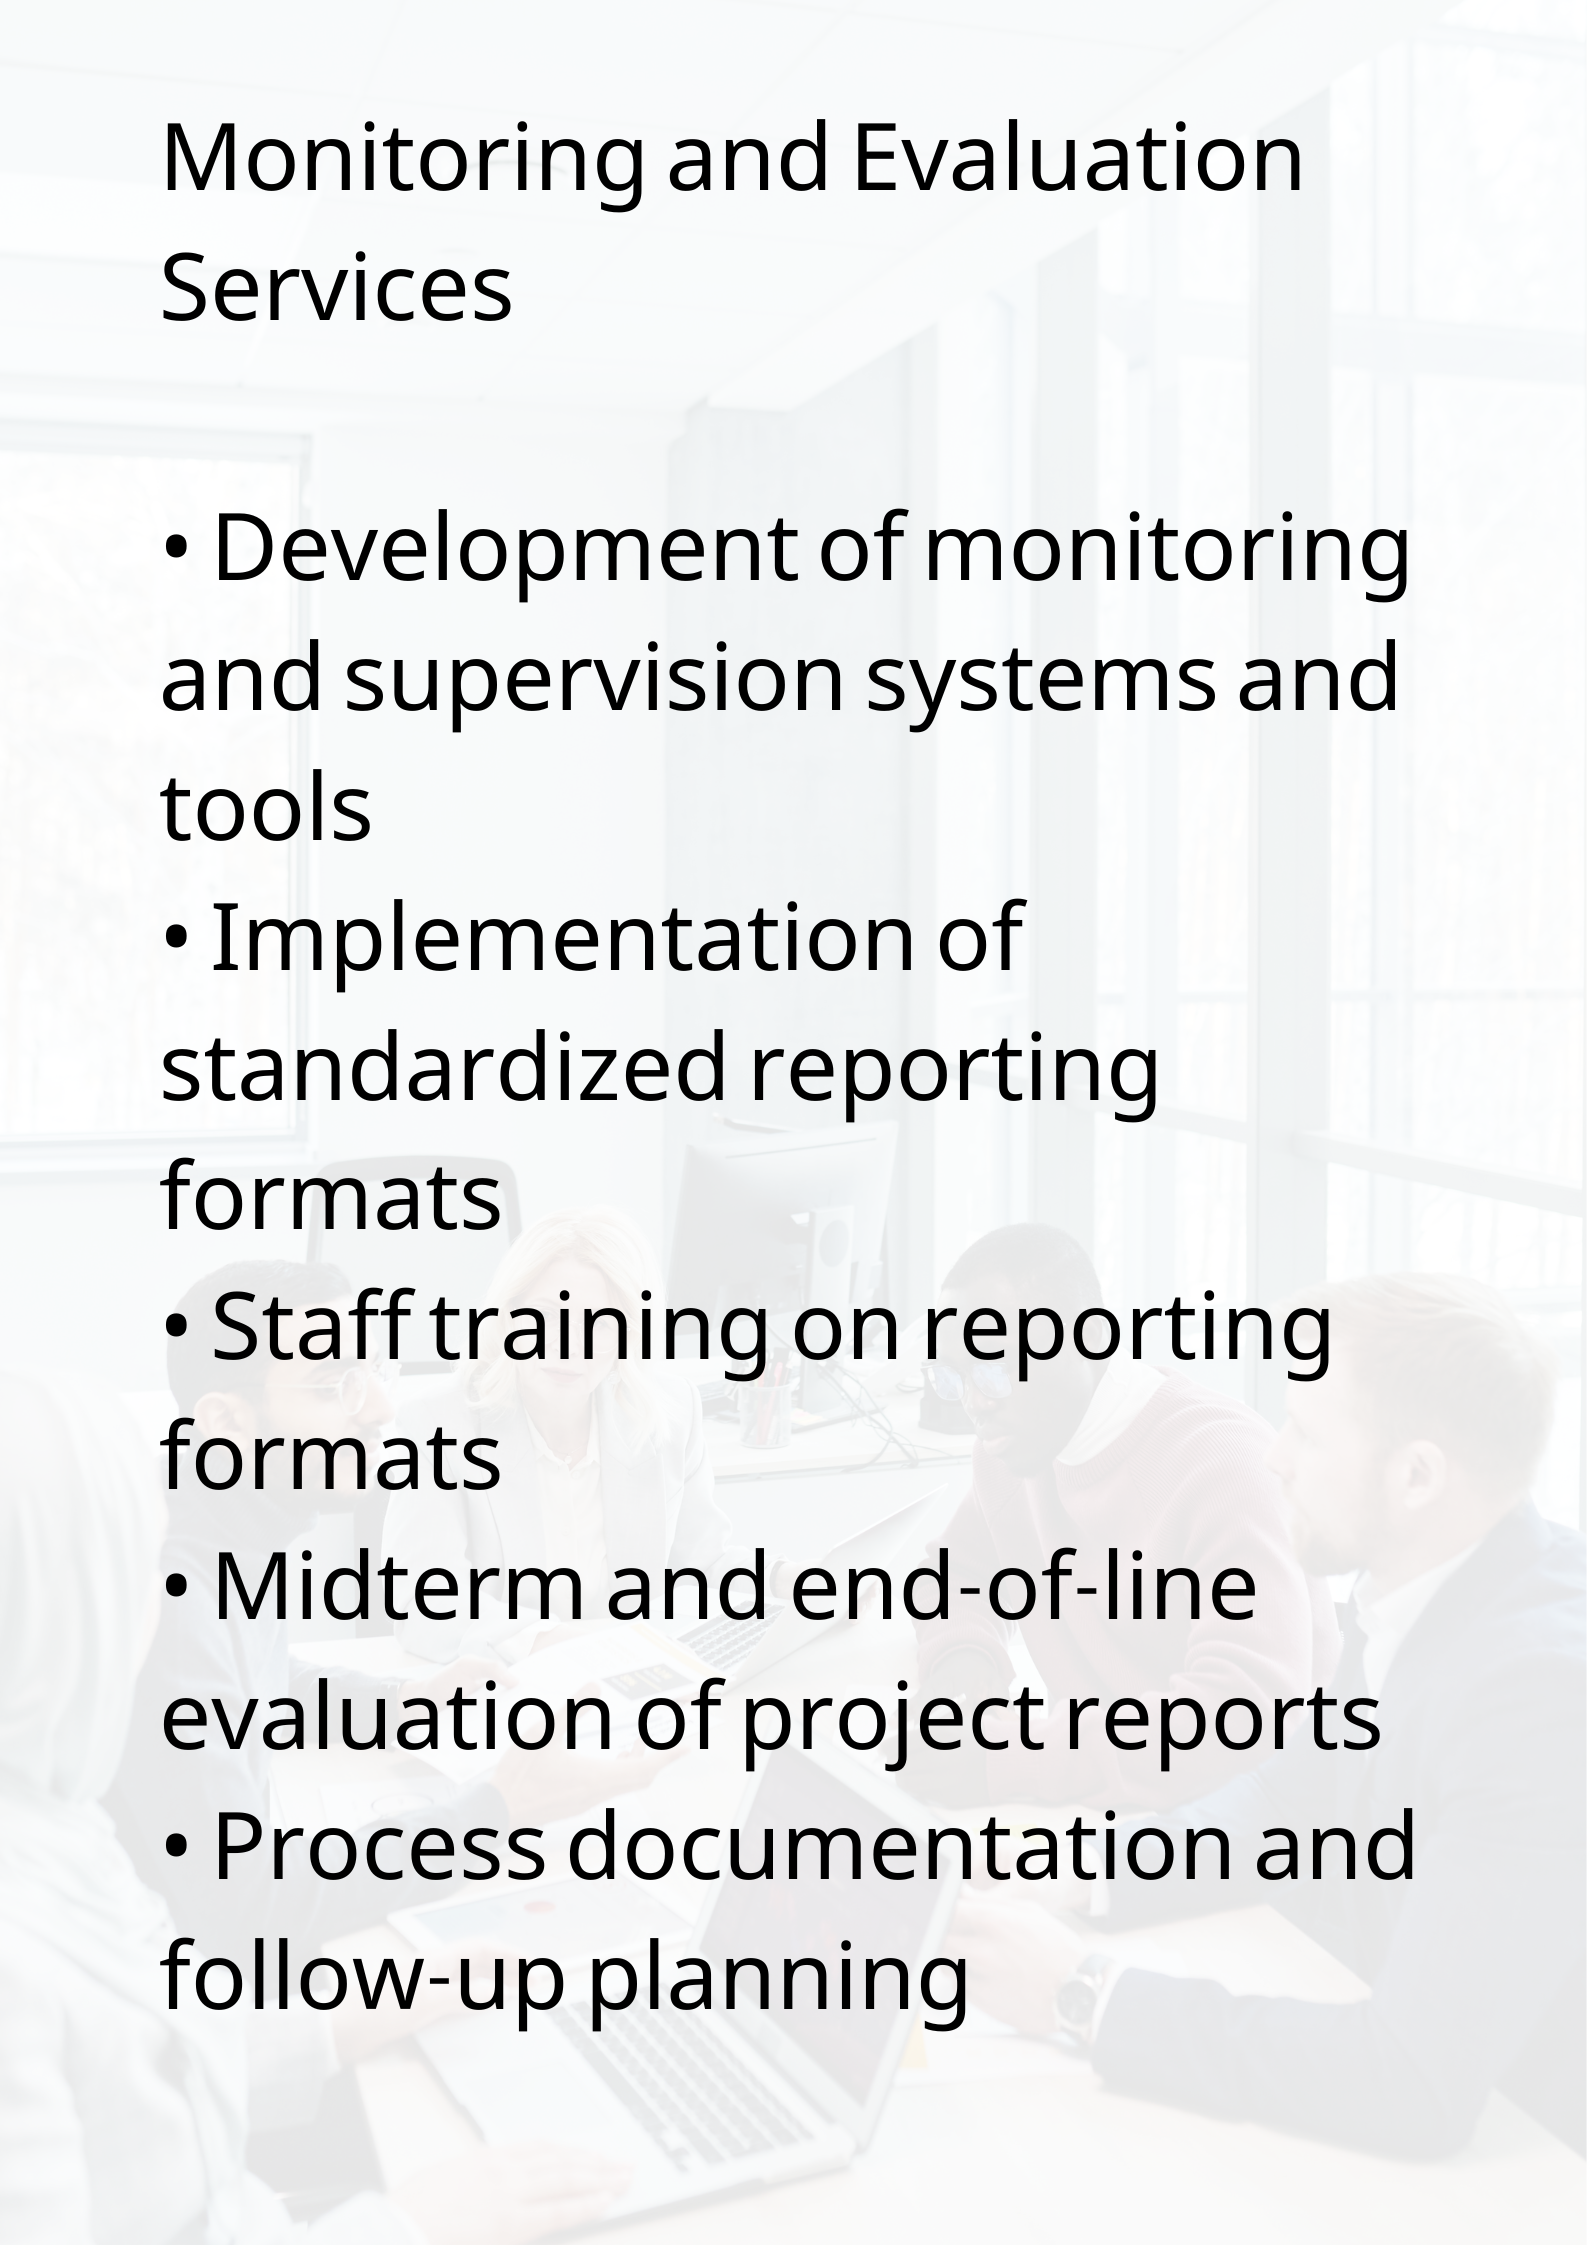 Monitoring and Evaluation
Services
• Development of monitoring
and supervision systems and
tools
• Implementation of
standardized reporting
formats
• Staff training on reporting
formats
• Midterm and end-of-line
evaluation of project reports
• Process documentation and
follow-up planning